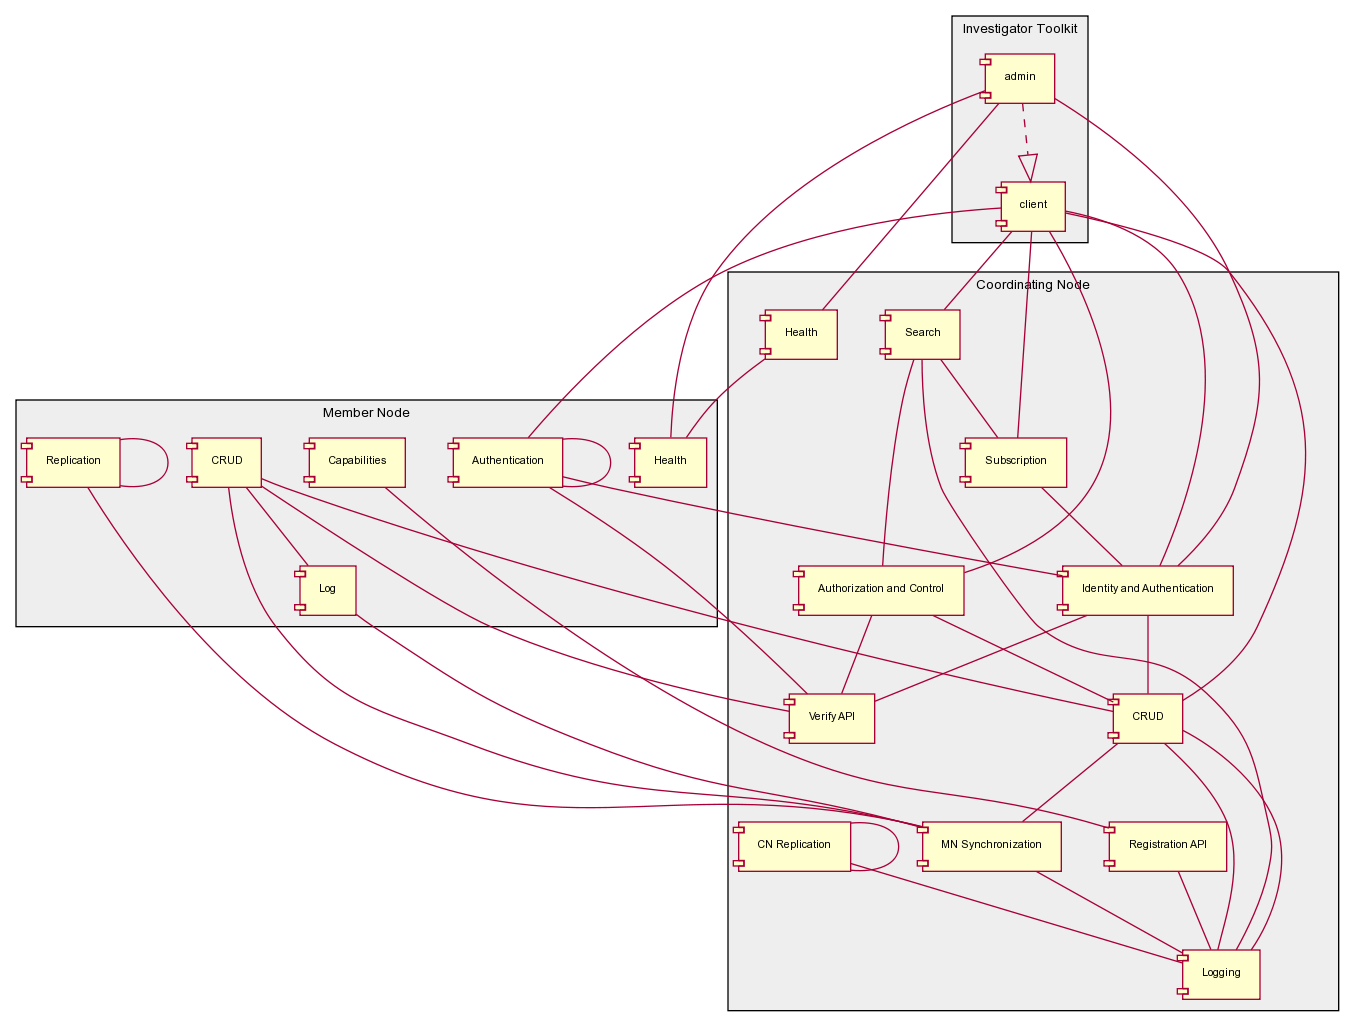 Investigator Toolkit
admin
client
Coordinating Node
Health
Search
Member Node
Replication
CRUD
Capabilities
Authentication
Health
Subscription
Log
Authorization and Control
Identity and Authentication
Verify API
CRUD
CN Replication
MN Synchronization
Registration API
Logging